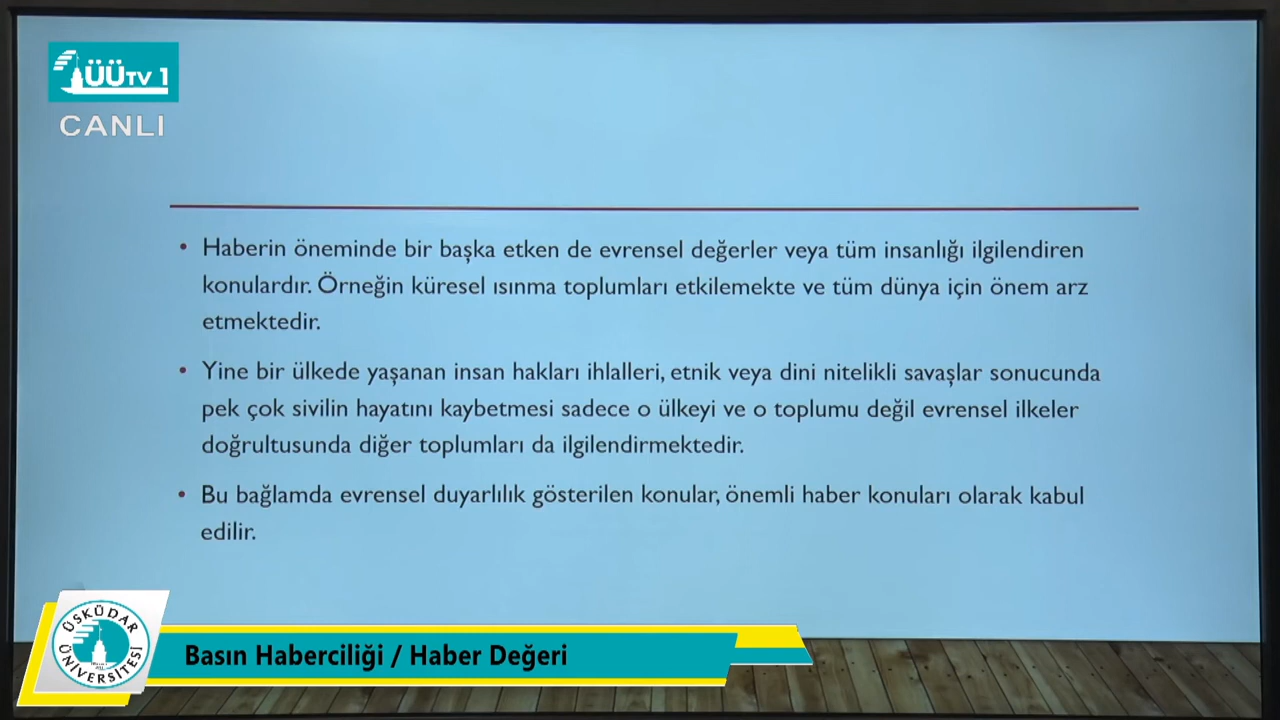 ÜÜTV 1
CANLI
• Haberin öneminde bir başka etken de evrensel değerler veya tüm insanlığı ilgilendiren
konulardır. Örneğin küresel ısınma toplumları etkilemekte ve tüm dünya için önem arz
etmektedir.
• Yine bir ülkede yaşanan insan hakları ihlalleri, etnik veya dini nitelikli savaşlar sonucunda
pek çok sivilin hayatını kaybetmesi sadece o ülkeyi ve o toplumu değil evrensel ilkeler
doğrultusunda diğer toplumları da ilgilendirmektedir.
• Bu bağlamda evrensel duyarlılık gösterilen konular, önemli haber konuları olarak kabul
edilir.
ÜSKÜDAR
ÜNİVERSİTESİ
Basın Haberciliği / Haber Değeri